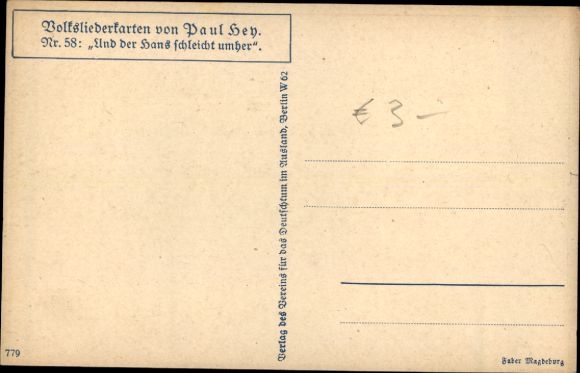 Volksliederkarten von Paul Hey.
Nr. 58: „Und der Hans schleicht umher“.
€ 3 –
Verlag des Vereins für das Deutschtum im Ausland, Berlin W 62
779
Faber Magdeburg